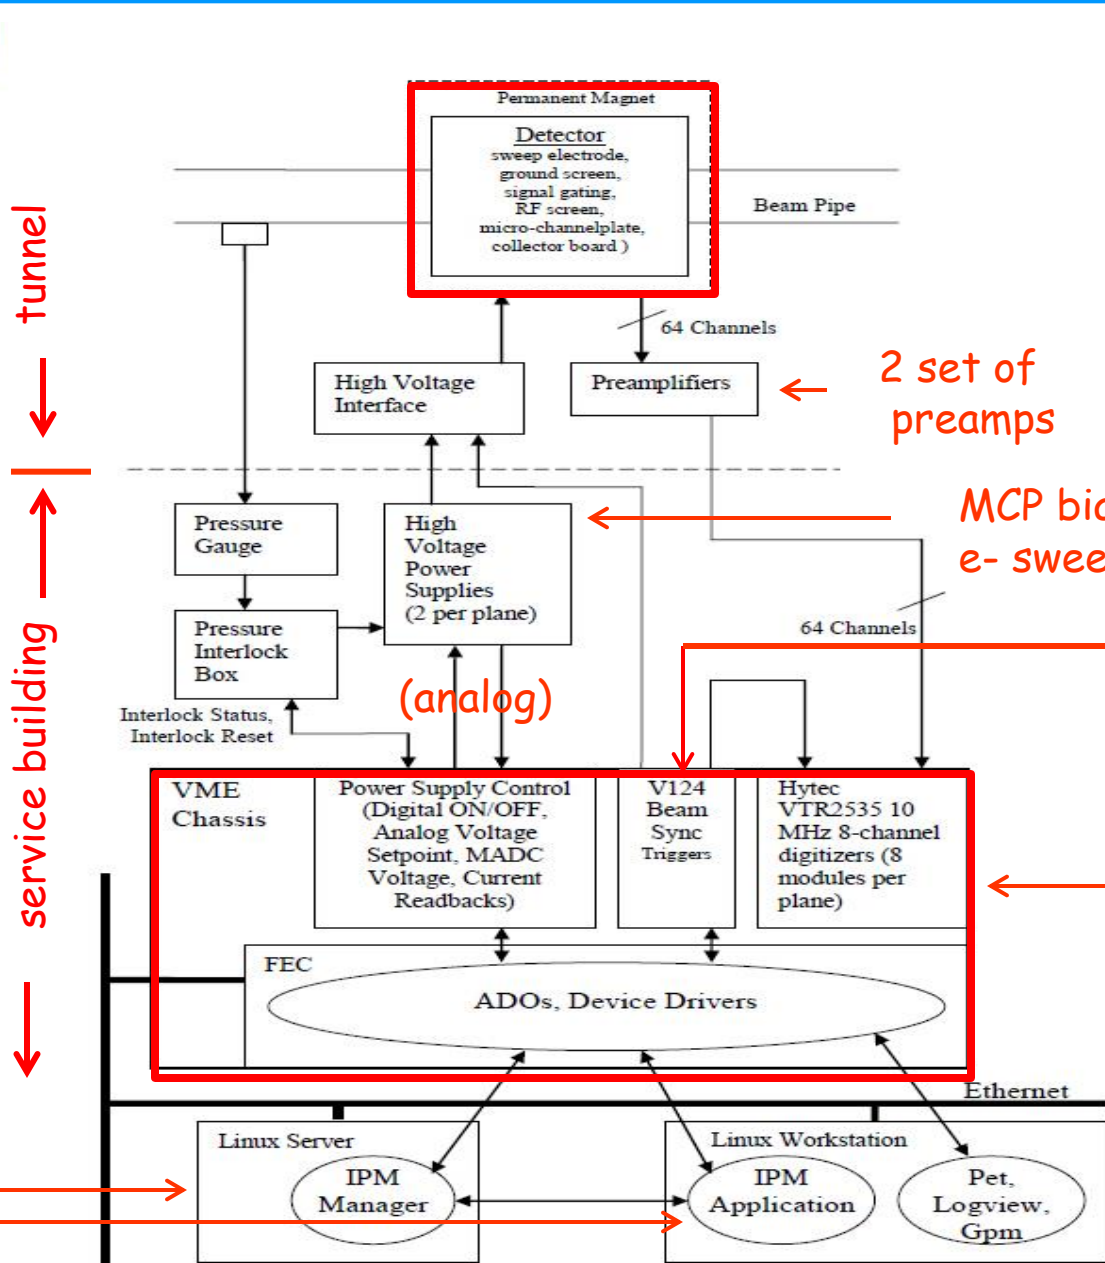 Permanent Magnet
Detector
sweep electrode,
ground screen,
signal gating,
RF screen,
micro-channelplate,
collector board )
Beam Pipe
tunnel
64 Channels
High Voltage
Interface
Preamplifiers
2 set of
preamps
Pressure
Gauge
High
Voltage
Power
Supplies
(2 per plane)
MCP
e-
64 Channels
Pressure
Interlock
Box
service building
(analog)
Interlock Status,
Interlock Reset
VME
Chassis
Power Supply Control
(Digital ON/OFF,
Analog Voltage
Setpoint, MADC
Voltage, Current
Readbacks)
V124
Beam
Sync
Triggers
Hytec
VTR2535 10
MHz 8-channel
digitizers (8
modules per
plane)
FEC
ADOs, Device Drivers
Ethernet
Linux Server
IPM
Manager
Linux Workstation
IPM
Application
Pet,
Logview,
Gpm